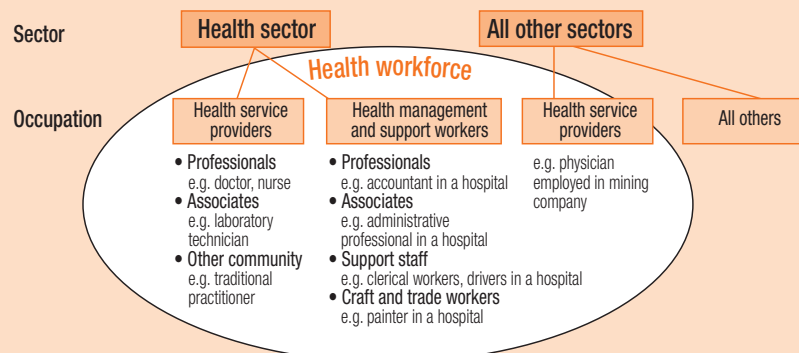 Sector
Health sector
All other sectors
Health workforce
Occupation
Health service
providers
Health management
and support workers
Health service
providers
All others
• Professionals
e.g. doctor, nurse
• Associates
e.g. laboratory
technician
• Other community
e.g. traditional
practitioner
• Professionals
e.g. accountant in a hospital
• Associates
e.g. administrative
professional in a hospital
• Support staff
e.g. clerical workers, drivers in a hospital
• Craft and trade workers
e.g. painter in a hospital
e.g. physician
employed in mining
company